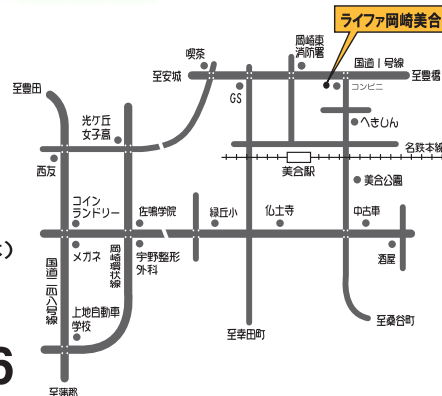 ライファ岡崎美合
岡崎東
消防署
喫茶
国道1号線
至安城
至豊橋
コンビニ
GS
至豊田
光ケ丘
女子高
へきしん
名鉄本線
西友
美合駅
美合公園
コイン
ランドリー
佐鳴学院
緑丘小
仏土寺
中古車
メガネ
岡崎環状線
宇野整形
外科
酒屋
国道二四八号線
上地自動車
学校
至幸田町
至桑谷町
6
至蒲郡